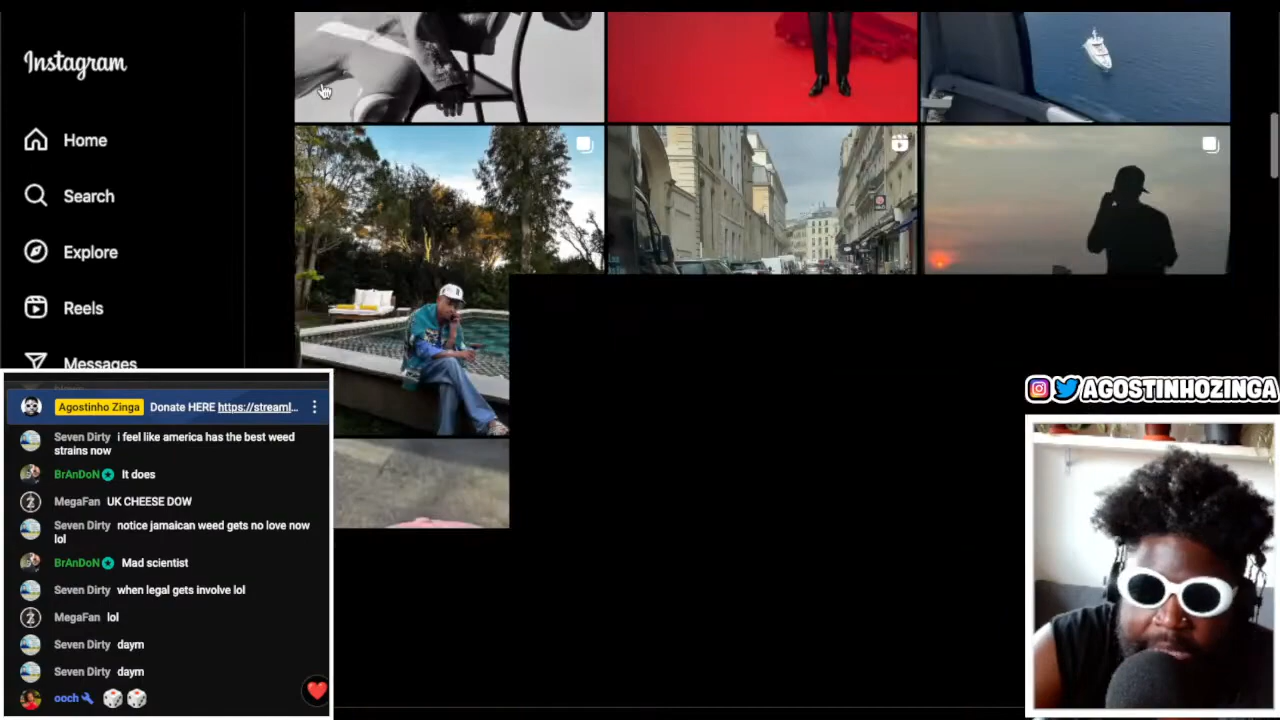 Instagram
Home
Search
Explore
Reels
Messages
Agostinho Zinga Donate HERE https://streaml...
Seven Dirty i feel like america has the best weed
strains now
BrAnDoN It does
MegaFan UK CHEESE DOW
Seven Dirty notice jamaican weed gets no love now
lol
BrAnDoN Mad scientist
Seven Dirty when legal gets involve lol
MegaFan lol
Seven Dirty daym
Seven Dirty daym
ooch
AGOSTINHOZINGA